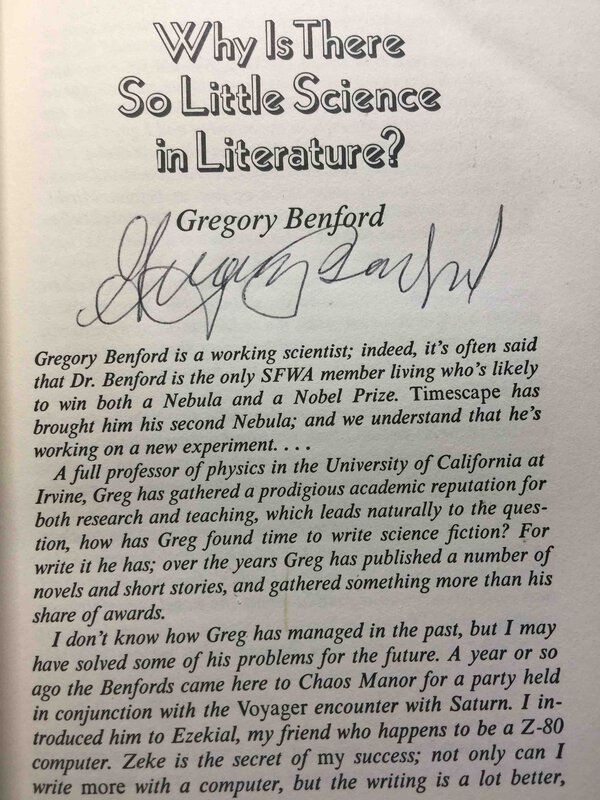 Why Is There
So Little Science
in Literature?
Gregory Benford
Gregory Benford
Gregory Benford is a working scientist; indeed, it's often said
that Dr. Benford is the only SFWA member living who's likely
to win both a Nebula and a Nobel Prize. Timescape has
brought him his second Nebula; and we understand that he's
working on a new experiment. . . .
A full professor of physics in the University of California at
Irvine, Greg has gathered a prodigious academic reputation for
both research and teaching, which leads naturally to the ques-
tion, how has Greg found time to write science fiction? For
write it he has; over the years Greg has published a number of
novels and short stories, and gathered something more than his
share of awards.
I don't know how Greg has managed in the past, but I may
have solved some of his problems for the future. A year or so
ago the Benfords came here to Chaos Manor for a party held
in conjunction with the Voyager encounter with Saturn. I in-
troduced him to Ezekial, my friend who happens to be a Z-80
computer. Zeke is the secret of my success; not only can I
write more with a computer, but the writing is a lot better,